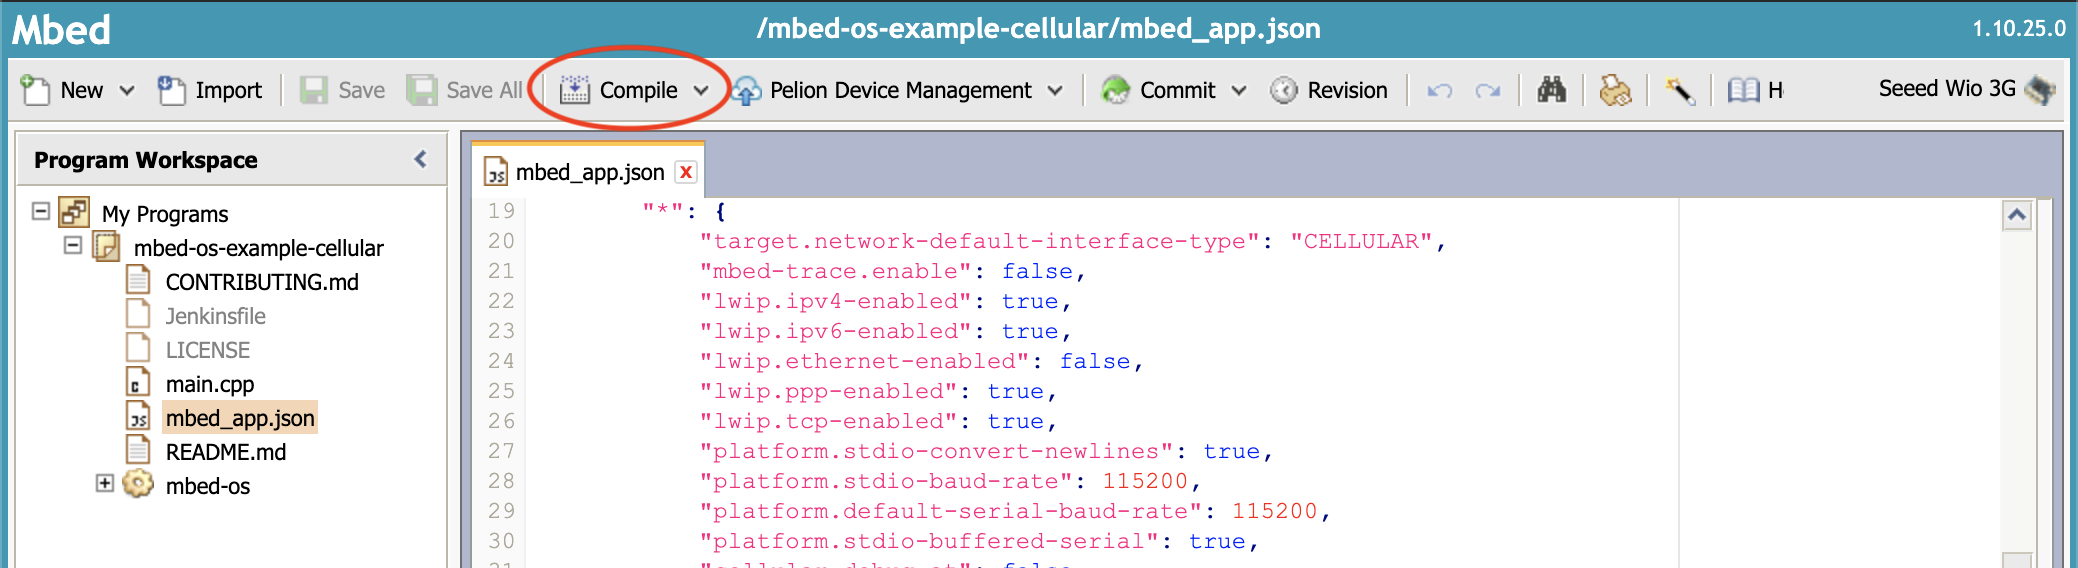 Mbed
/mbed-os-example-cellular/mbed_app.json
1.10.25.0
New Import Save Save All Compile Pelion Device Management Commit Revision H Seeed Wio 3G
Program Workspace
My Programs
mbed-os-example-cellular
CONTRIBUTING.md
Jenkinsfile
LICENSE
main.cpp
mbed_app.json
README.md
mbed-os
mbed_app.json
19 "*": {
20 "target.network-default-interface-type": "CELLULAR",
21 "mbed-trace.enable": false,
22 "lwip.ipv4-enabled": true,
23 "lwip.ipv6-enabled": true,
24 "lwip.ethernet-enabled": false,
25 "lwip.ppp-enabled": true,
26 "lwip.tcp-enabled": true,
27 "platform.stdio-convert-newlines": true,
28 "platform.stdio-baud-rate": 115200,
29 "platform.default-serial-baud-rate": 115200,
30 "platform.stdio-buffered-serial": true,